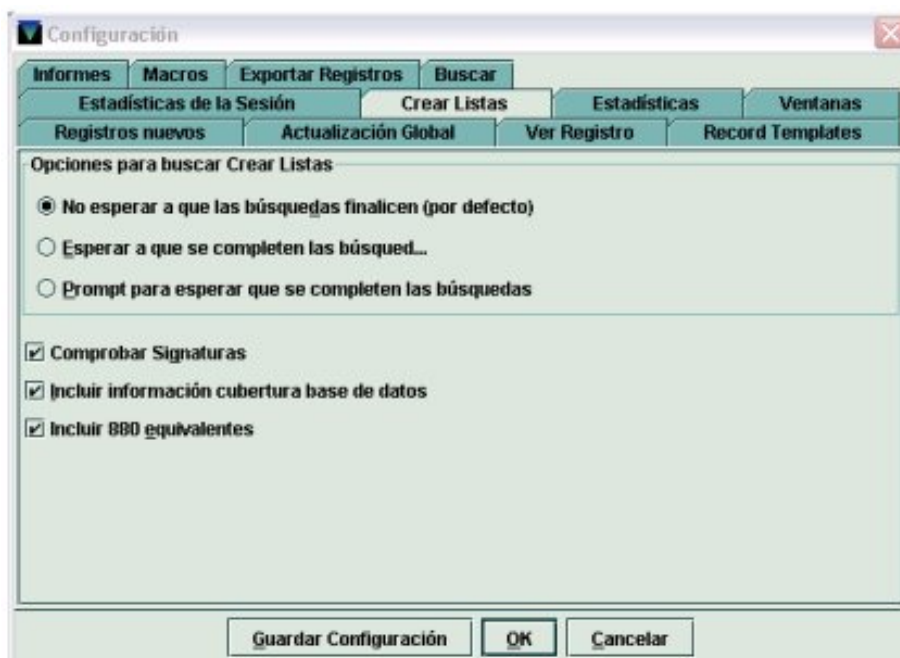 Configuración
Informes Macros Exportar Registros Buscar
Estadísticas de la Sesión Crear Listas Estadísticas Ventanas
Registros nuevos Actualización Global Ver Registro Record Templates
Opciones para buscar Crear Listas
No esperar a que las búsquedas finalicen (por defecto)
Esperar a que se completen las búsqued...
Prompt para esperar que se completen las búsquedas
Comprobar Signaturas
Incluir información cubertura base de datos
Incluir 880 equivalentes
Guardar Configuración OK Cancelar